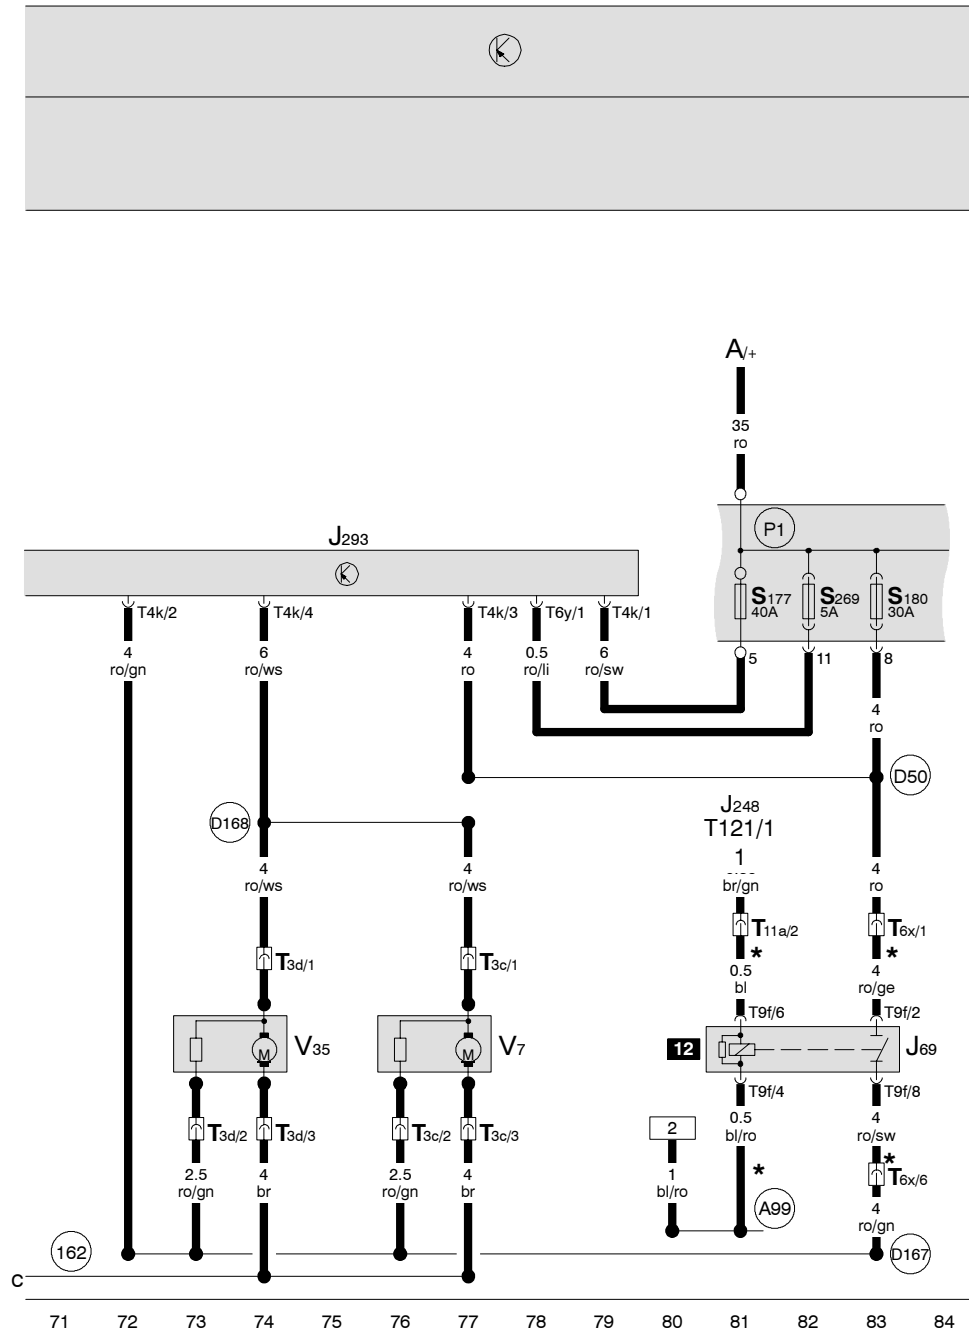 A/+
35
ro
P1
J293
S177
40A
S269
5A
S180
30A
T4k/2
T4k/4
T4k/3
T6y/1
T4k/1
5
11
8
4
ro/gn
6
ro/ws
4
ro
0.5
ro/li
6
ro/sw
4
ro
D50
D168
J248
T121/1
1
br/gn
4
ro/ws
4
ro/ws
4
ro
T11a/2
T6x/1
*
*
T3d/1
T3c/1
0.5
bl
4
ro/ge
T9f/6
T9f/2
M
V35
M
V7
12
J69
T9f/4
T9f/8
T3d/2
T3d/3
T3c/2
T3c/3
2
0.5
bl/ro
4
ro/sw
*
*
T6x/6
2.5
ro/gn
4
br
2.5
ro/gn
4
br
1
bl/ro
A99
4
ro/gn
162
D167
C
71 72 73 74 75 76 77 78 79 80 81 82 83 84